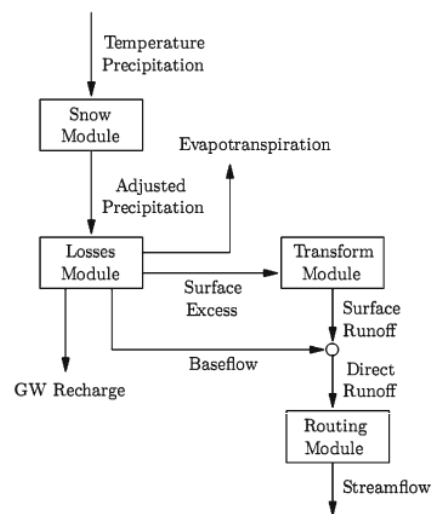 Temperature
Precipitation
Snow
Module
Evapotranspiration
Adjusted
Precipitation
Losses
Module
Transform
Module
Surface
Excess
Surface
Runoff
Baseflow
Direct
Runoff
GW Recharge
Routing
Module
Streamflow